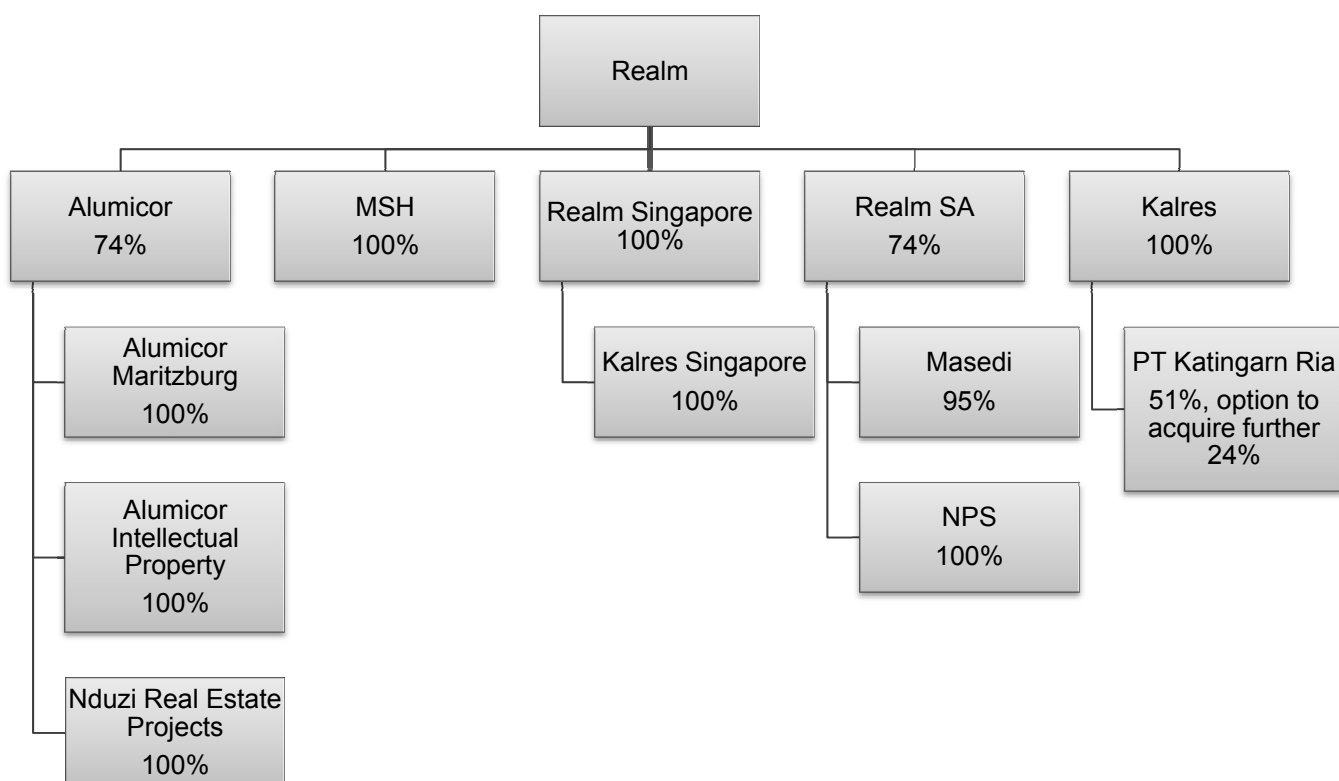 Realm
Alumicor
74%
MSH
100%
Realm Singapore
100%
Realm SA
74%
Kalres
100%
Alumicor
Maritzburg
100%
Kalres Singapore
100%
Masedi
95%
PT Katingarn Ria
51%, option to
acquire further
24%
Alumicor
Intellectual
Property
100%
NPS
100%
Nduzi Real Estate
Projects
100%